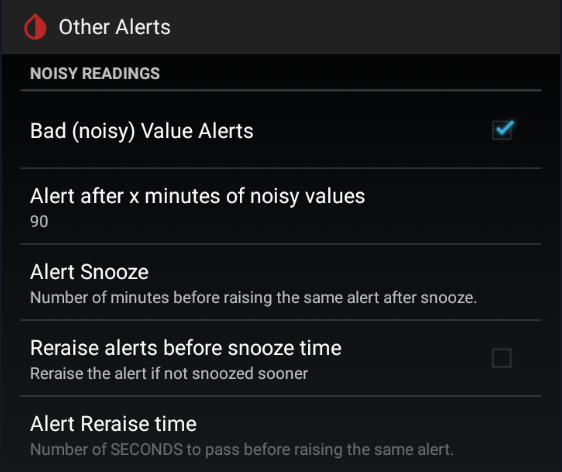 Other Alerts
NOISY READINGS
Bad (noisy) Value Alerts
Alert after x minutes of noisy values
90
Alert Snooze
Number of minutes before raising the same alert after snooze.
Reraise alerts before snooze time
Reraise the alert if not snoozed sooner
Alert Reraise time
Number of SECONDS to pass before raising the same alert.